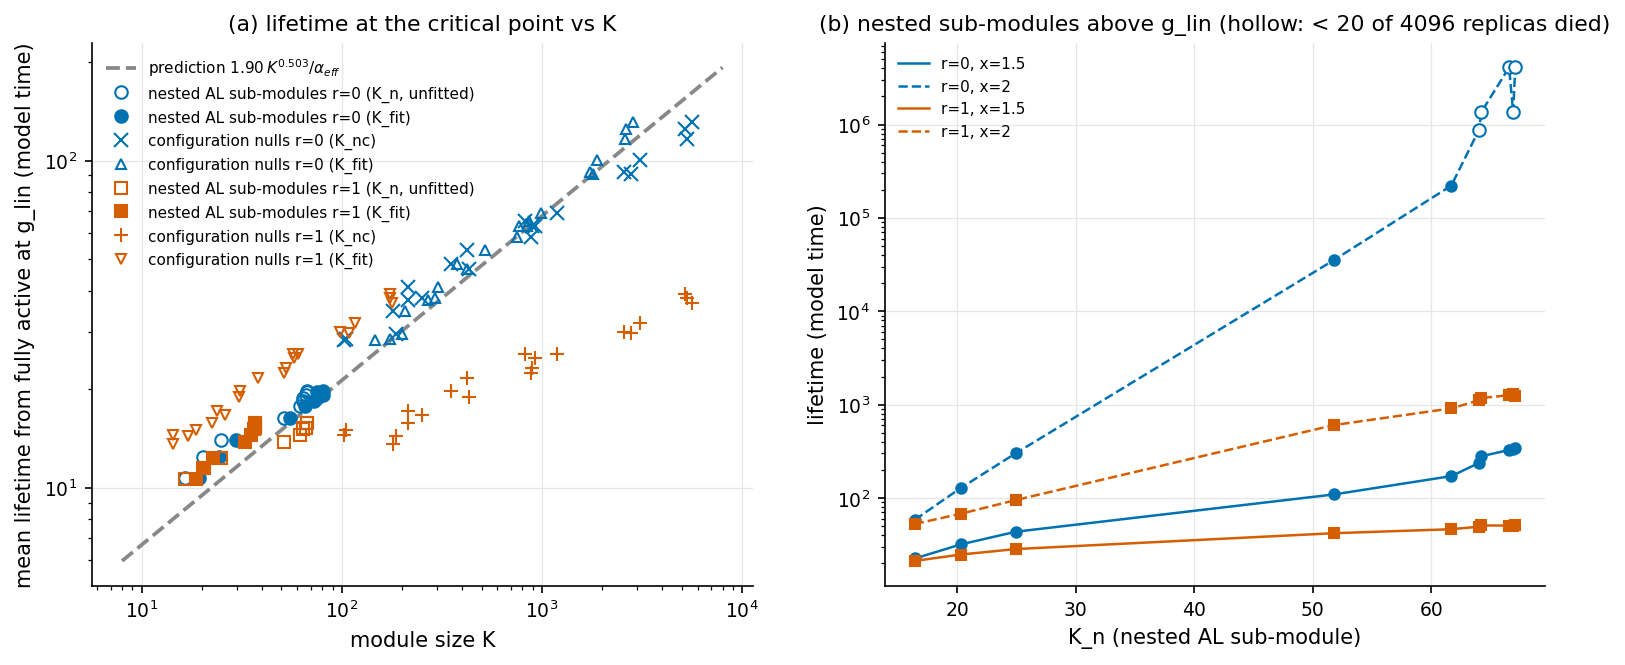 (a) lifetime at the critical point vs K
mean lifetime from fully active at g_lin (model time)
prediction 1.90 K^0.503/α_eff
nested AL sub-modules r=0 (K_n, unfitted)
nested AL sub-modules r=0 (K_fit)
configuration nulls r=0 (K_nc)
configuration nulls r=0 (K_fit)
nested AL sub-modules r=1 (K_n, unfitted)
nested AL sub-modules r=1 (K_fit)
configuration nulls r=1 (K_nc)
configuration nulls r=1 (K_fit)
10^2
10^1
10^1 10^2 10^3 10^4
module size K
(b) nested sub-modules above g_lin (hollow: < 20 of 4096 replicas died)
lifetime (model time)
r=0, x=1.5
r=0, x=2
r=1, x=1.5
r=1, x=2
10^6
10^5
10^4
10^3
10^2
20 30 40 50 60
K_n (nested AL sub-module)